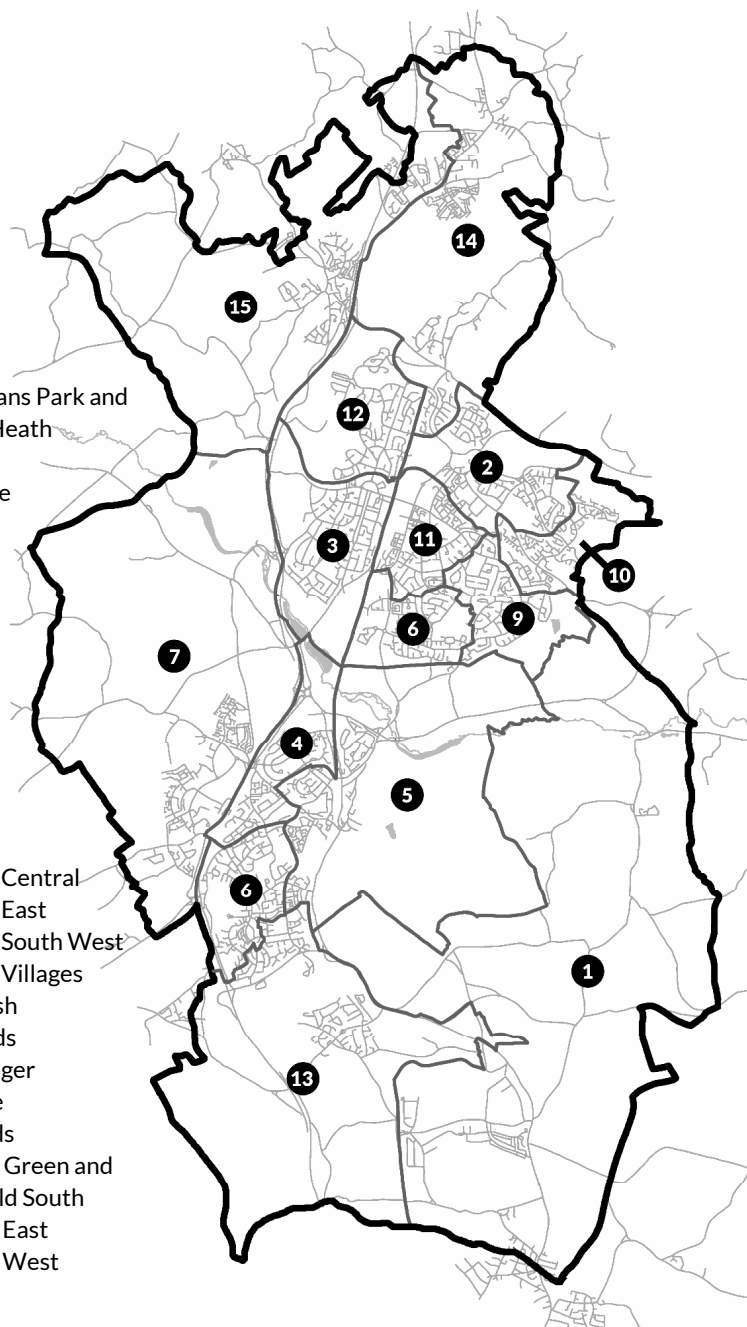 14
15
ans Park and
12
Heath
2
e
11
3
10
9
6
7
4
5
Central
6
East
South West
1
Villages
sh
ds
ger
13
e
ds
Green and
ld South
East
West